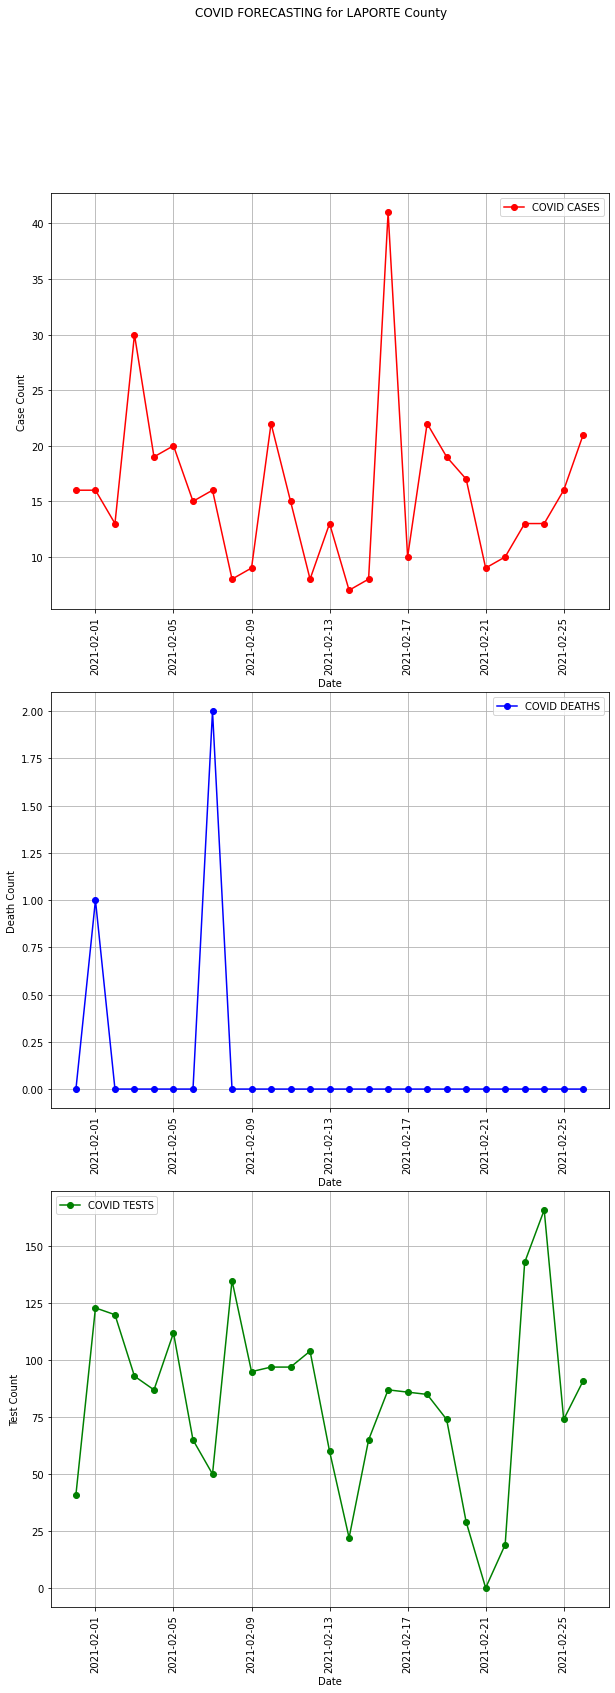 COVID FORECASTING for LAPORTE County
COVID CASES
40
35
30
25
20
15
10
Case Count
2021-02-01 2021-02-05 2021-02-09 2021-02-13 2021-02-17 2021-02-21 2021-02-25
Date
COVID DEATHS
2.00
1.75
1.50
1.25
1.00
0.75
0.50
0.25
0.00
Death Count
2021-02-01 2021-02-05 2021-02-09 2021-02-13 2021-02-17 2021-02-21 2021-02-25
Date
COVID TESTS
150
125
100
75
50
25
0
Test Count
2021-02-01 2021-02-05 2021-02-09 2021-02-13 2021-02-17 2021-02-21 2021-02-25
Date